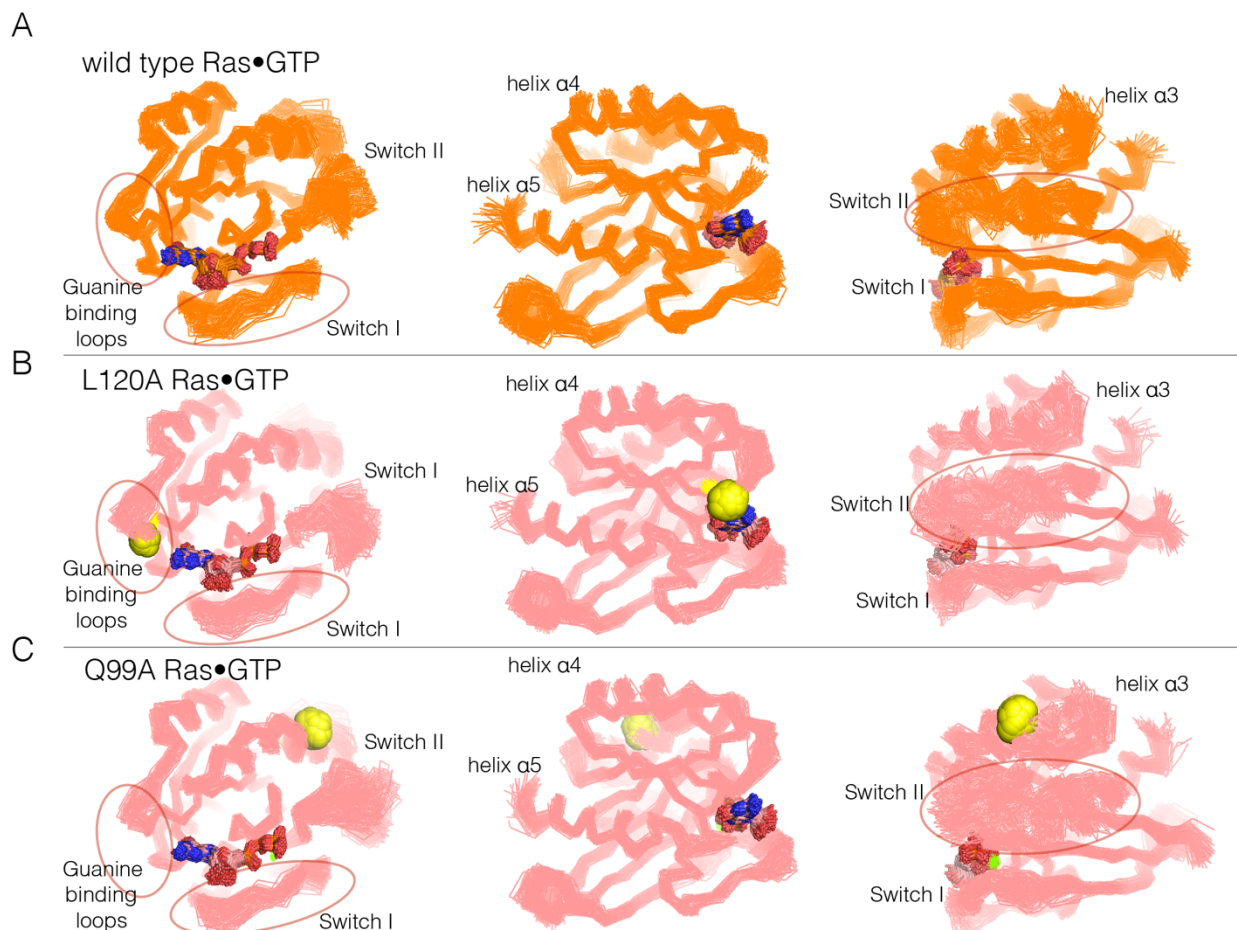 A
wild type Ras•GTP
helix α4
helix α3
Switch II
helix α5
Switch II
Guanine
binding
loops
Switch I
Switch I
B
L120A Ras•GTP
helix α4
helix α3
Switch I
helix α5
Switch II
Guanine
binding
loops
Switch I
Switch I
C
Q99A Ras•GTP
helix α4
helix α3
Switch II
helix α5
Switch II
Guanine
binding
loops
Switch I
Switch I